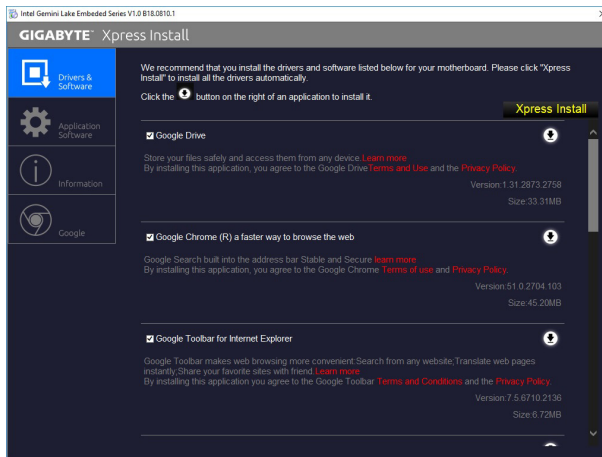 Intel Gemini Lake Embeded Series V1.0 B18.0810.1
GIGABYTE™ Xpress Install
Drivers &
Software
Application
Software
Information
Google
We recommend that you install the drivers and software listed below for your motherboard. Please click "Xpress
Install" to install all the drivers automatically.
Click the button on the right of an application to install it.
Xpress Install
Google Drive
Store your files safely and access them from any device.Learn more
By installing this application, you agree to the Google DriveTerms and Use and the Privacy Policy.
Version:1.31.2873.2758
Size:33.31MB
Google Chrome (R) a faster way to browse the web
Google Search built into the address bar Stable and Secure learn more
By installing this application, you agree to the Google Chrome Terms of use and Privacy Policy.
Version:51.0.2704.103
Size:45.20MB
Google Toolbar for Internet Explorer
Google Toolbar makes web browsing more convenient:Search from any website;Translate web pages
instantly;Share your favorite sites with friend.Learn more
By installing this application you agree to the Google Toolbar Terms and Conditions and the Privacy Policy.
Version:7.5.6710.2136
Size:6.72MB